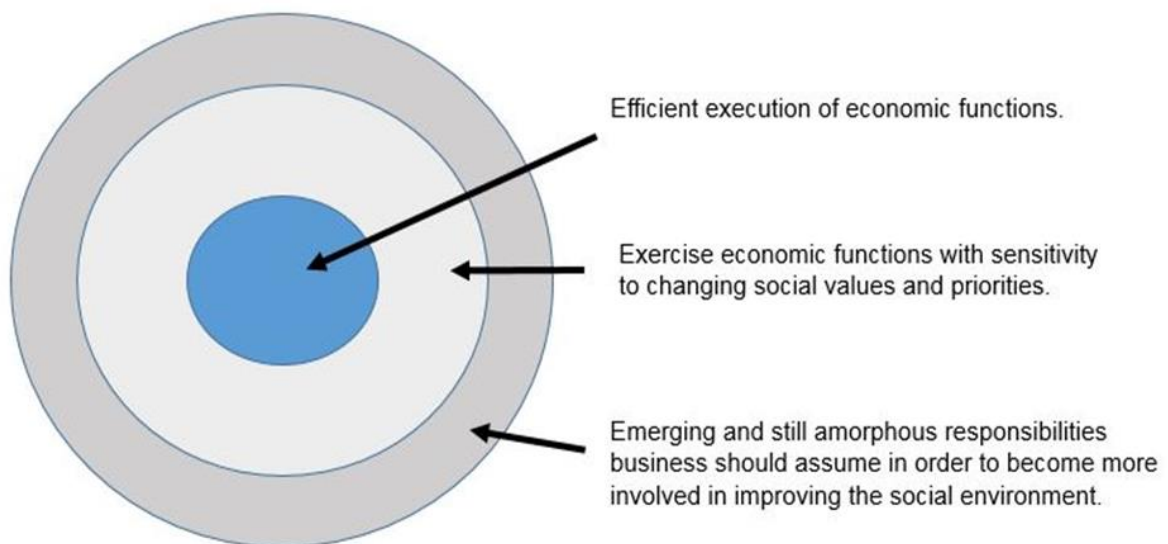 Efficient execution of economic functions.
Exercise economic functions with sensitivity
to changing social values and priorities.
Emerging and still amorphous responsibilities
business should assume in order to become more
involved in improving the social environment.